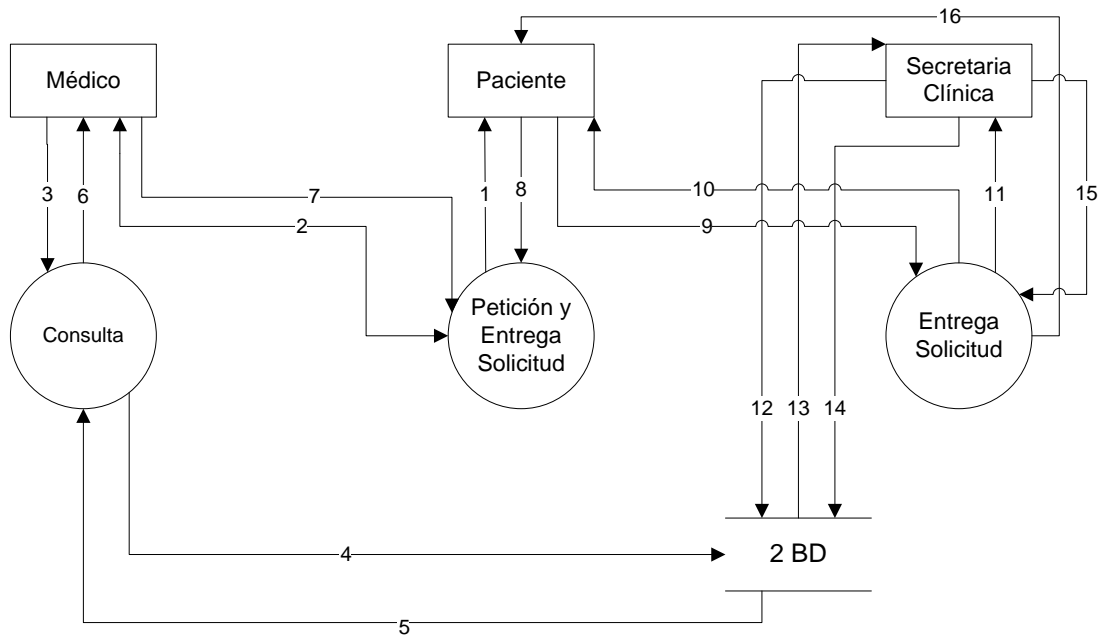 16
Médico
Paciente
Secretaria
Clínica
3
6
7
2
1
8
10
9
11
15
Consulta
Petición y
Entrega
Solicitud
Entrega
Solicitud
12
13
14
4
2 BD
5